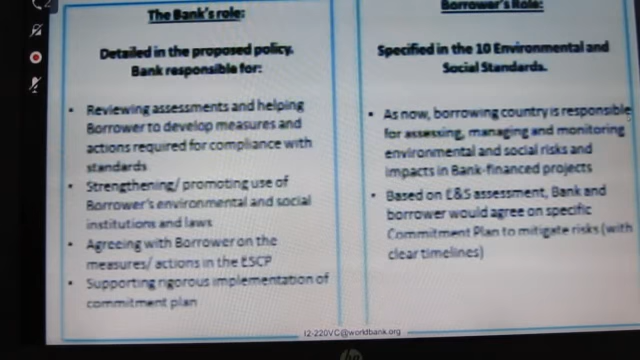 The Bank's role:
Detailed in the proposed policy.
Bank responsible for:
• Reviewing assessments and helping
Borrower to develop measures and
actions required for compliance with
standards
• Strengthening/ promoting use of
Borrower's environmental and social
institutions and laws
• Agreeing with Borrower on the
measures/ actions in the ESCP
• Supporting rigorous implementation of
commitment plan
Borrower's Role:
Specified in the 10 Environmental and
Social Standards.
• As now, borrowing country is responsible
for assessing, managing and monitoring
environmental and social risks and
impacts in Bank-financed projects
• Based on E&S assessment, Bank and
borrower would agree on specific
Commitment Plan to mitigate risks (with
clear timelines)
12-220VC@worldbank.org
hp